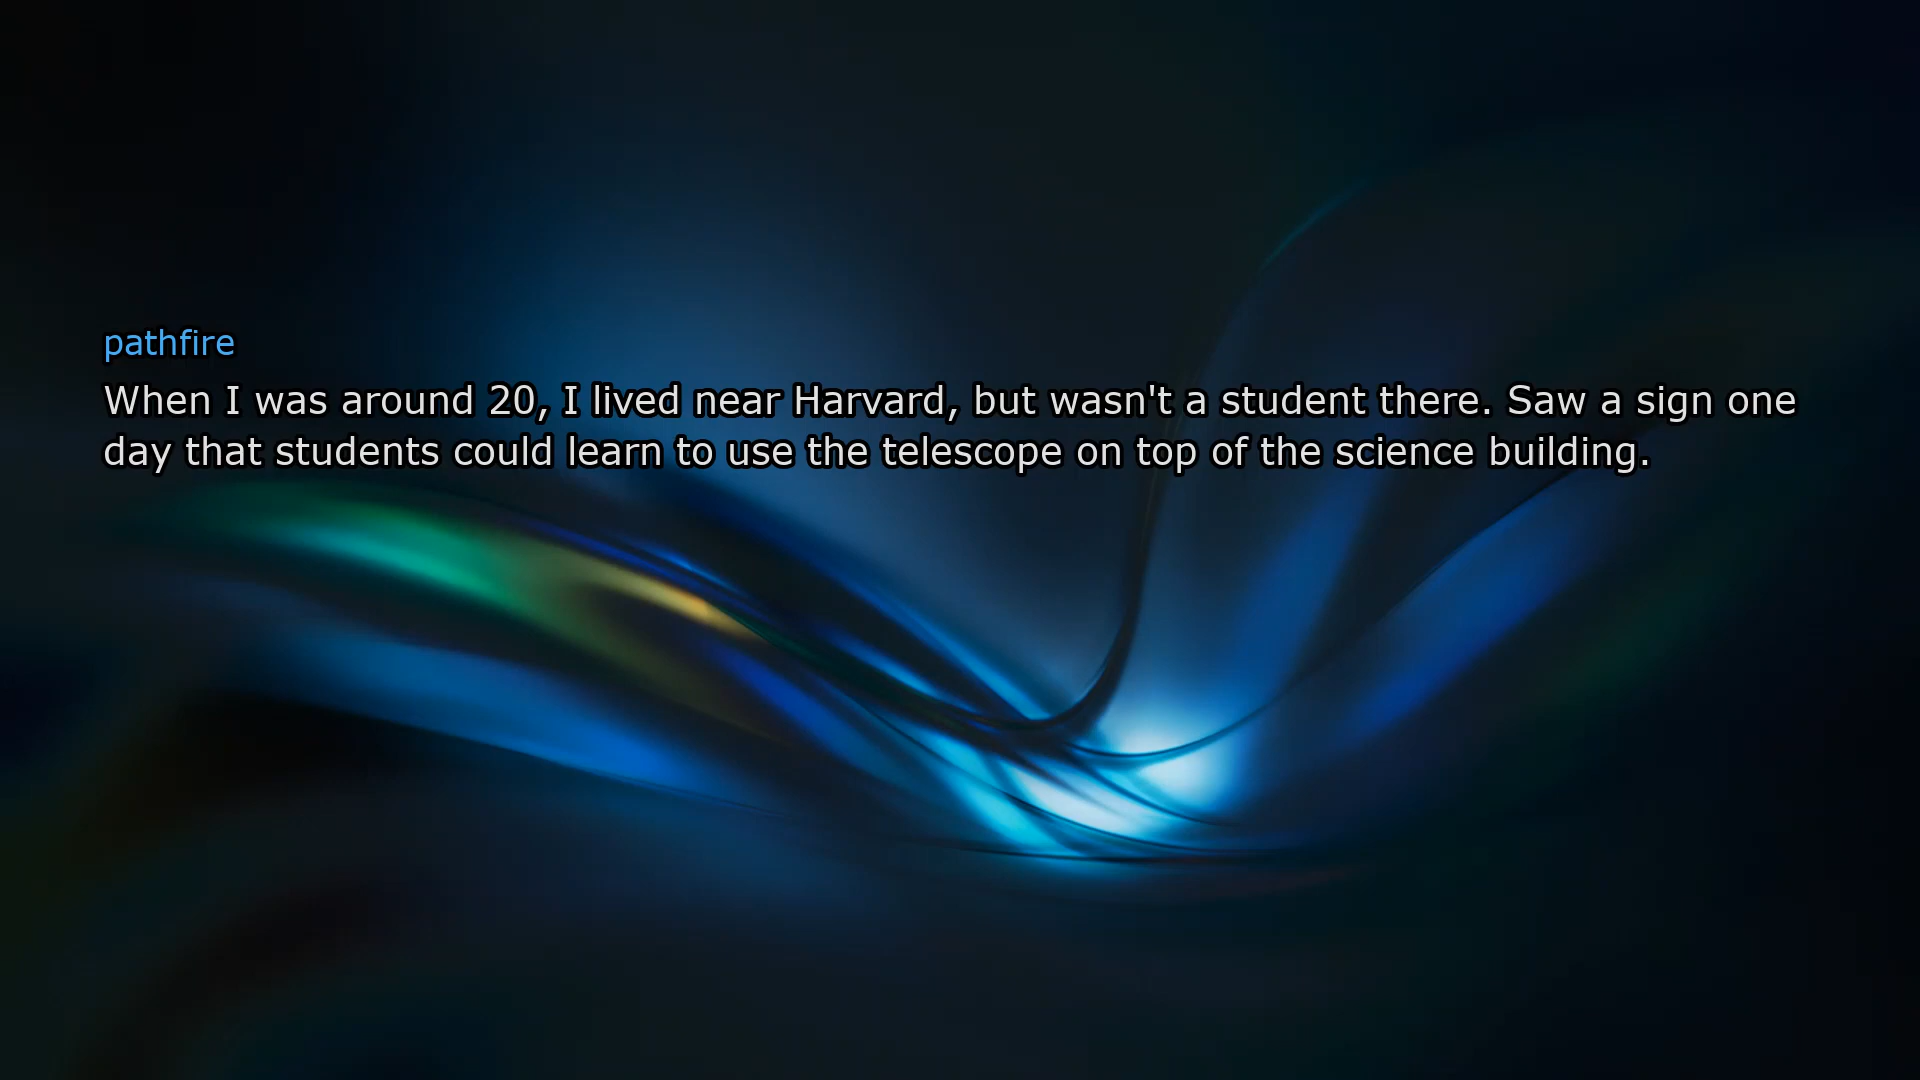 pathfire
When I was around 20, I lived near Harvard, but wasn't a student there. Saw a sign one
day that students could learn to use the telescope on top of the science building.